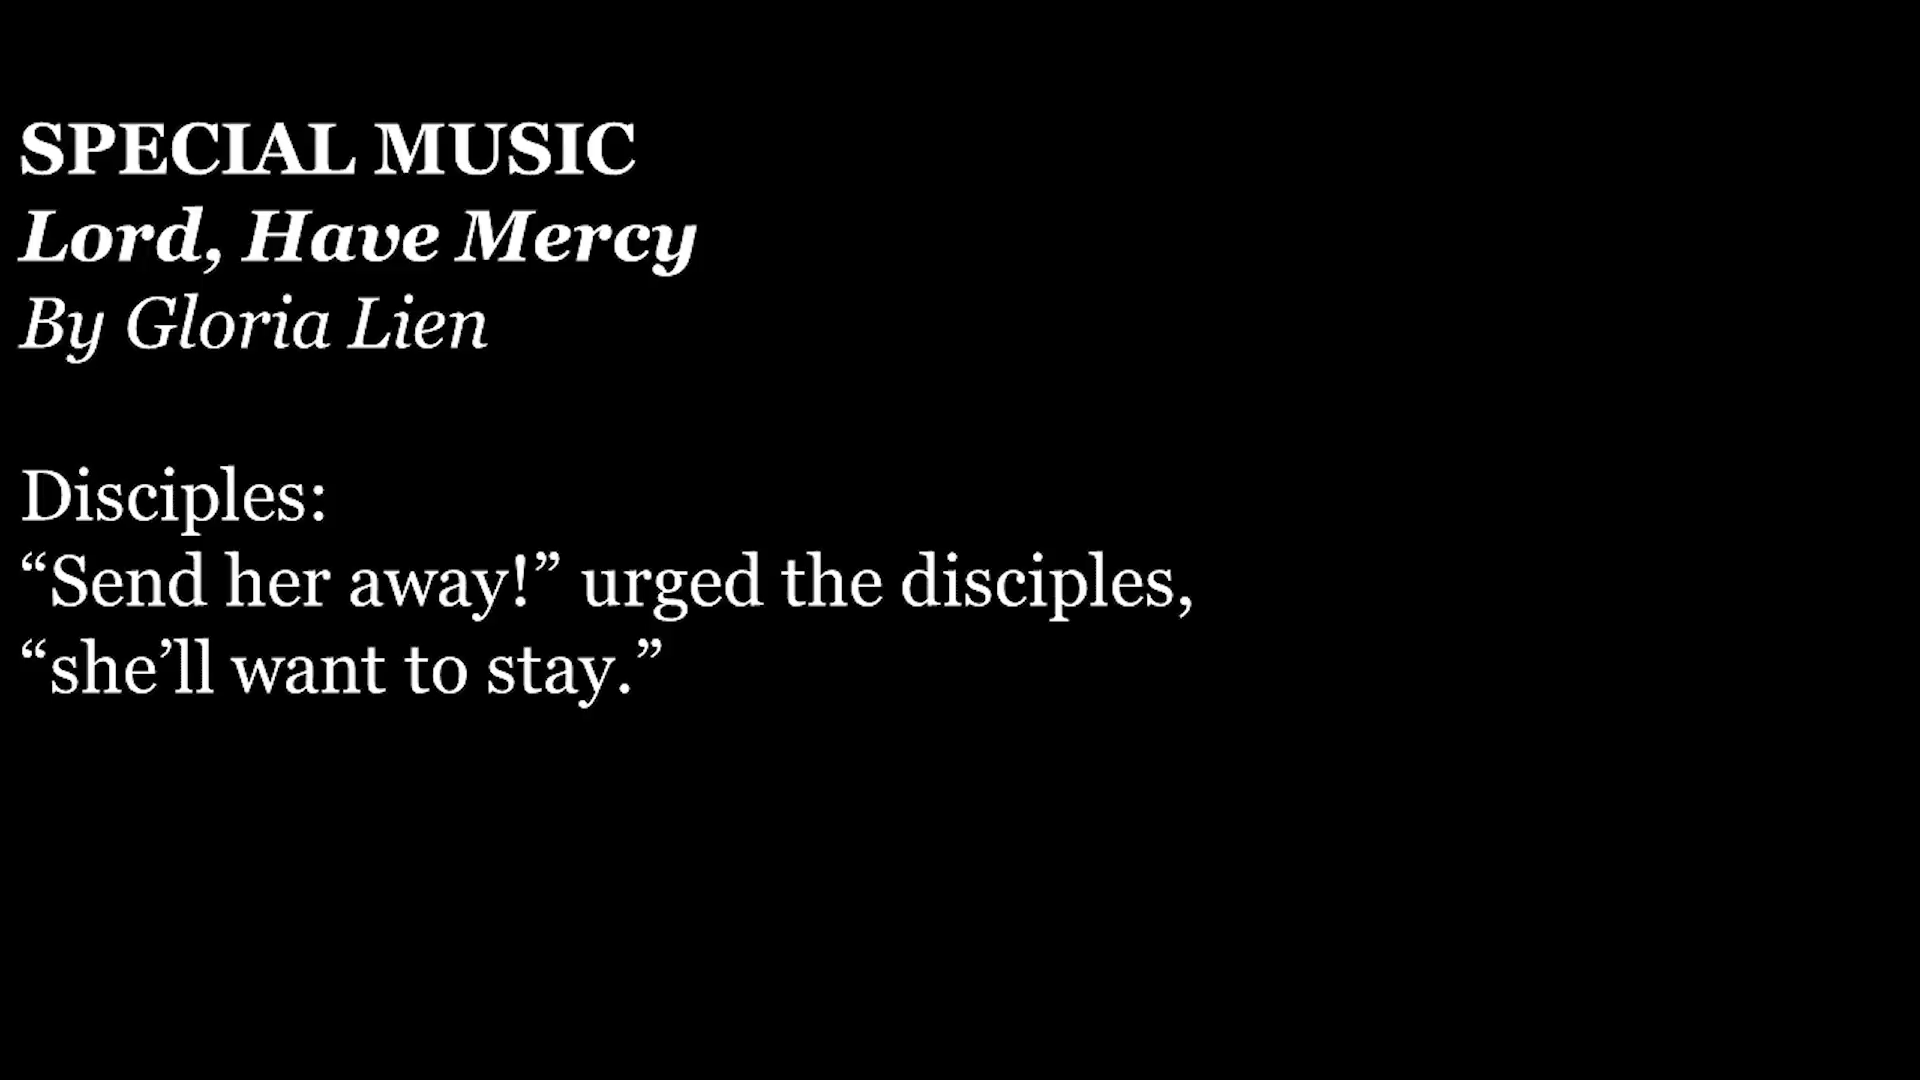 SPECIAL MUSIC
Lord, Have Mercy
By Gloria Lien
Disciples:
“Send her away!” urged the disciples,
“she’ll want to stay.”